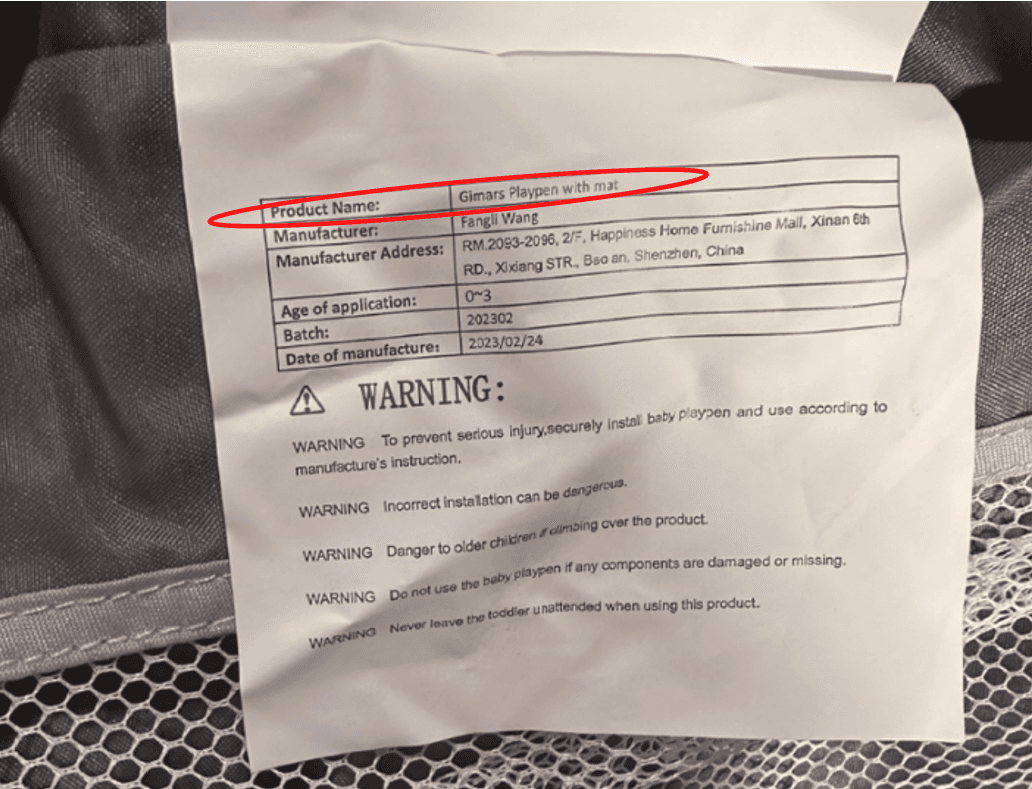 Product Name: Gimars Playpen with mat
Manufacturer: Fangli Wang
Manufacturer Address: RM.2093-2096, 2/F, Happiness Home Furnishine Mall, Xinan 6th
RD., Xixiang STR., Bao an, Shenzhen, China
Age of application: 0~3
Batch: 202302
Date of manufacture: 2023/02/24
WARNING:
WARNING To prevent serious injury,securely install baby playpen and use according to
manufacture's instruction.
WARNING Incorrect installation can be dangerous.
WARNING Danger to older children if climbing over the product.
WARNING Do not use the baby playpen if any components are damaged or missing.
WARNING Never leave the toddler unattended when using this product.